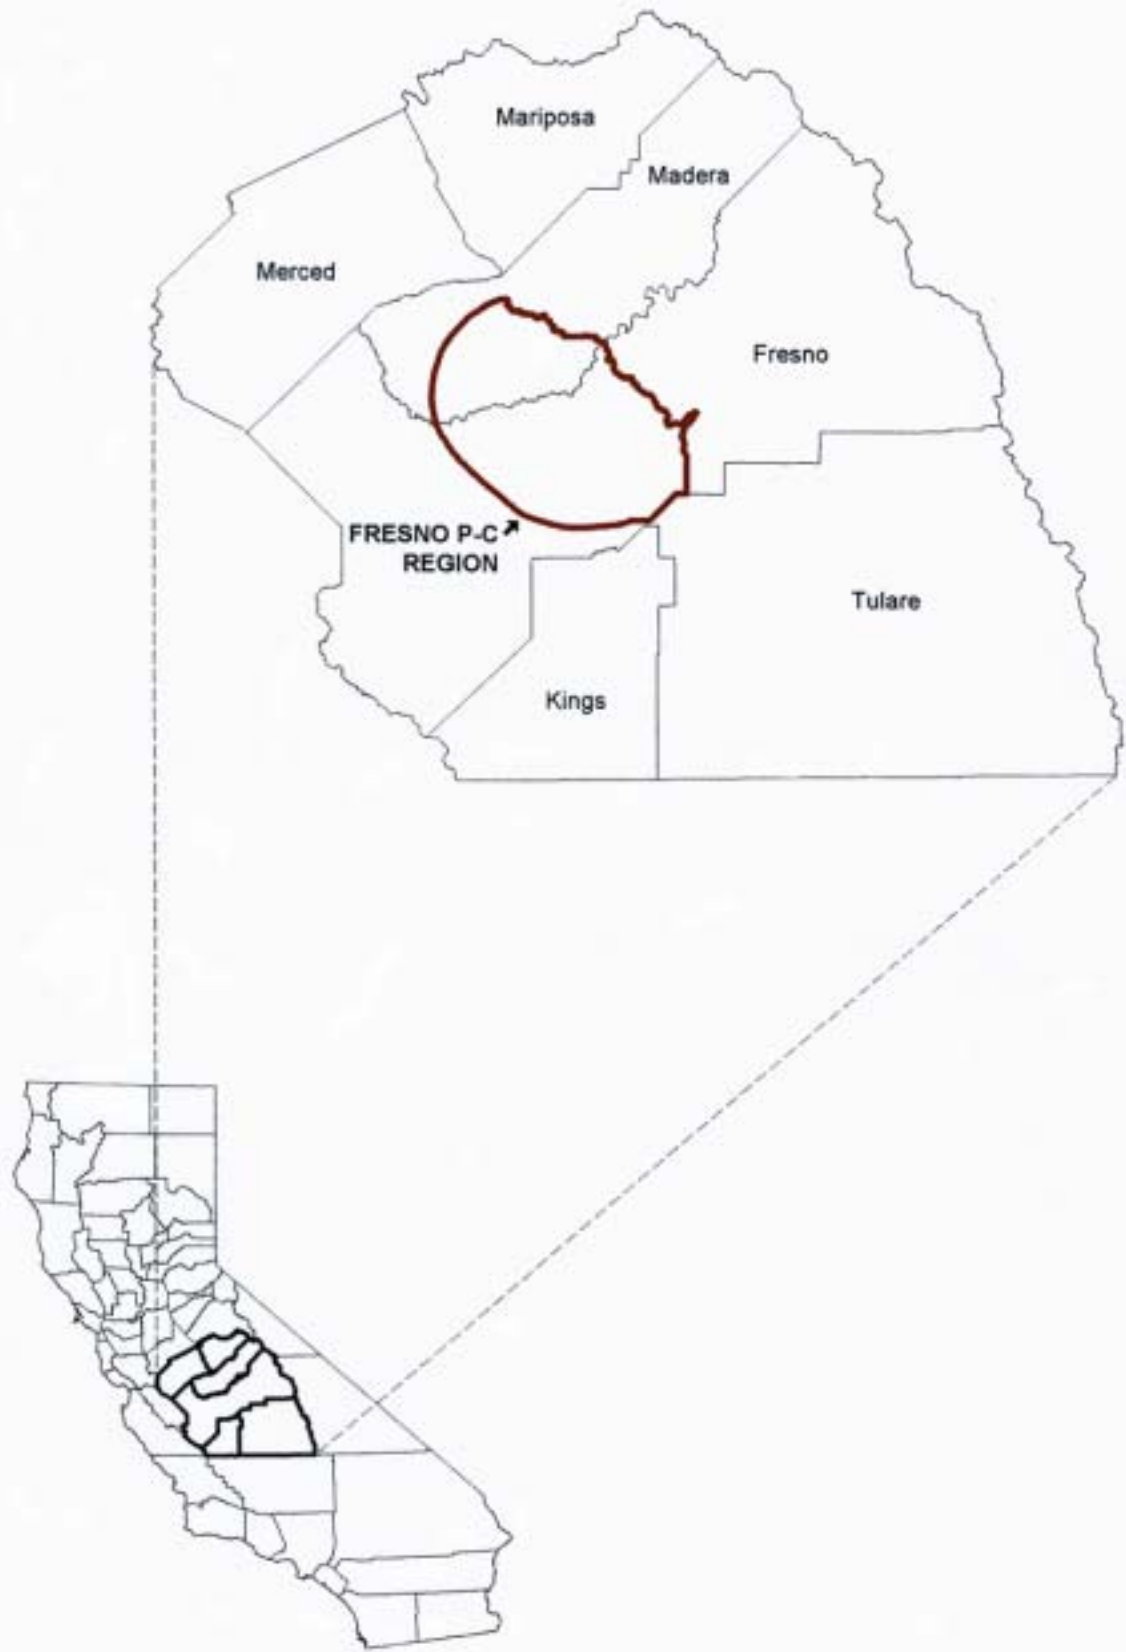 Mariposa
Madera
Merced
Fresno
FRESNO P-C
REGION
Tulare
Kings